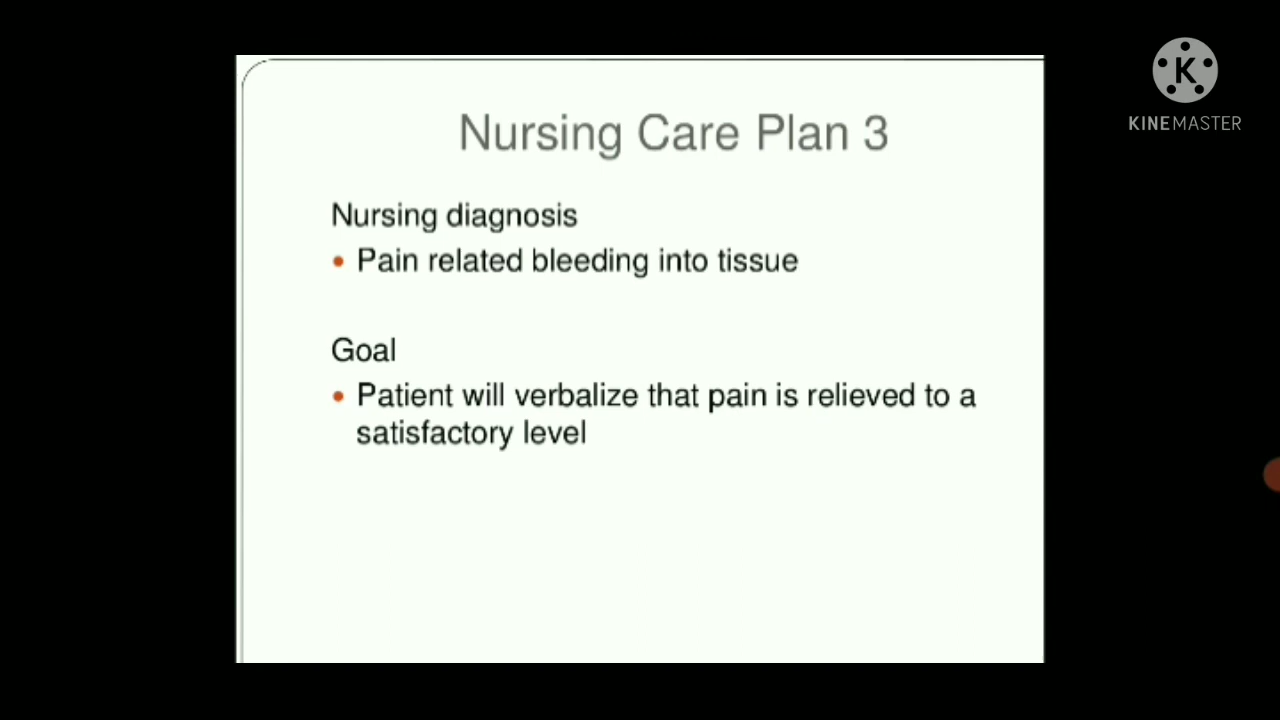 Nursing Care Plan 3
K
KINEMASTER
Nursing diagnosis
• Pain related bleeding into tissue
Goal
• Patient will verbalize that pain is relieved to a
satisfactory level